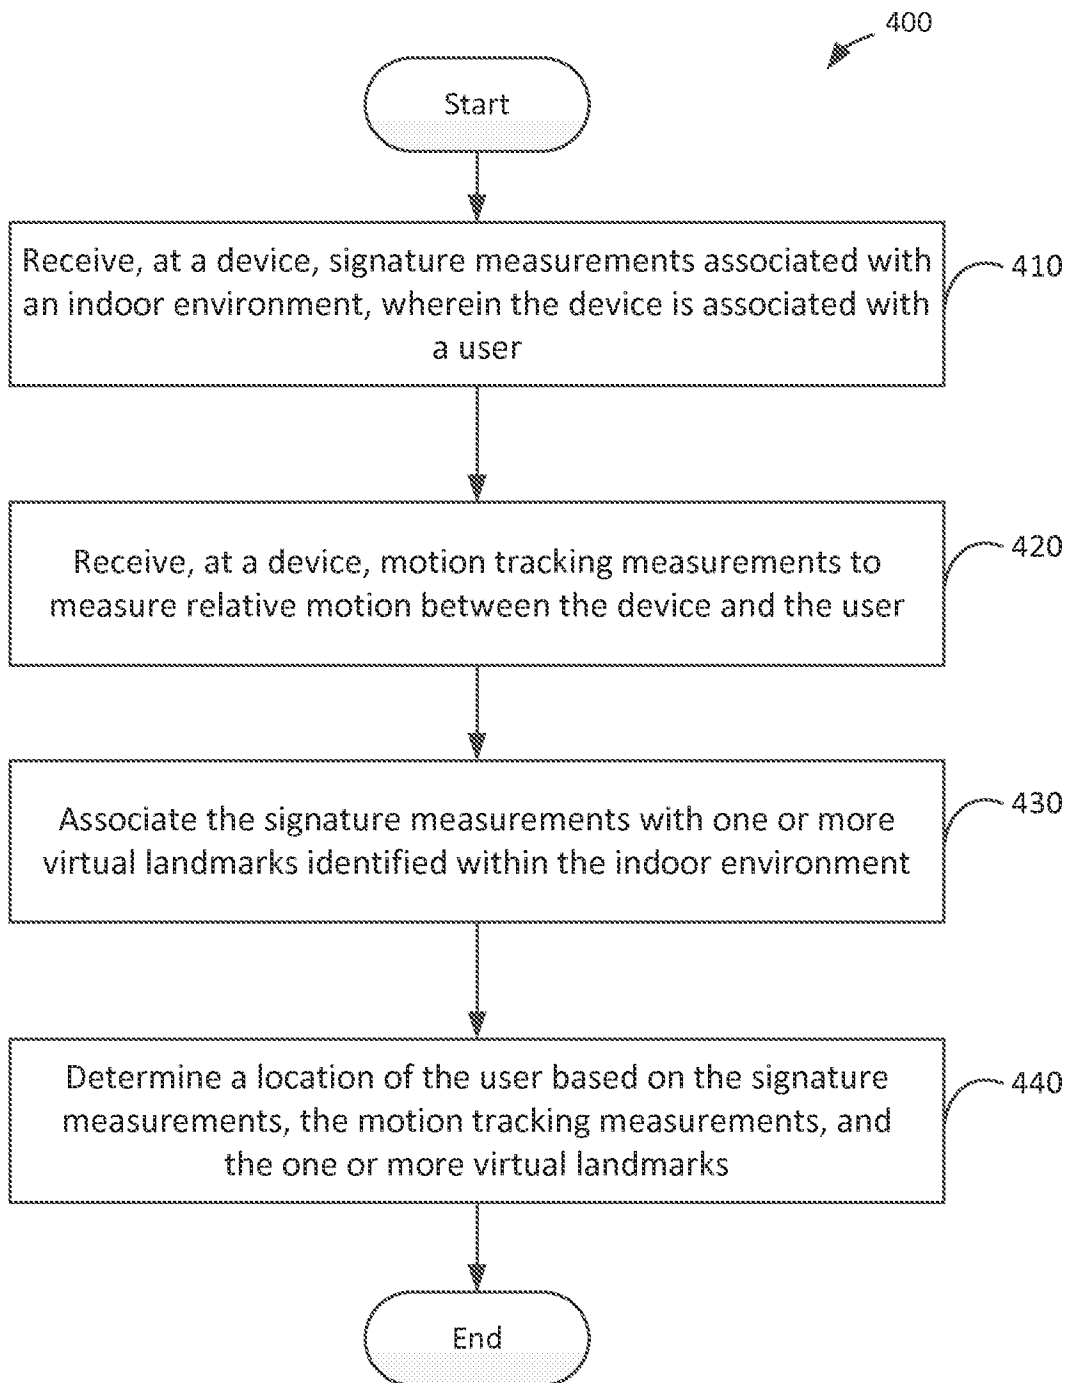 400
Start
Receive, at a device, signature measurements associated with
an indoor environment, wherein the device is associated with
a user
410
Receive, at a device, motion tracking measurements to
measure relative motion between the device and the user
420
Associate the signature measurements with one or more
virtual landmarks identified within the indoor environment
430
Determine a location of the user based on the signature
measurements, the motion tracking measurements, and
the one or more virtual landmarks
440
End